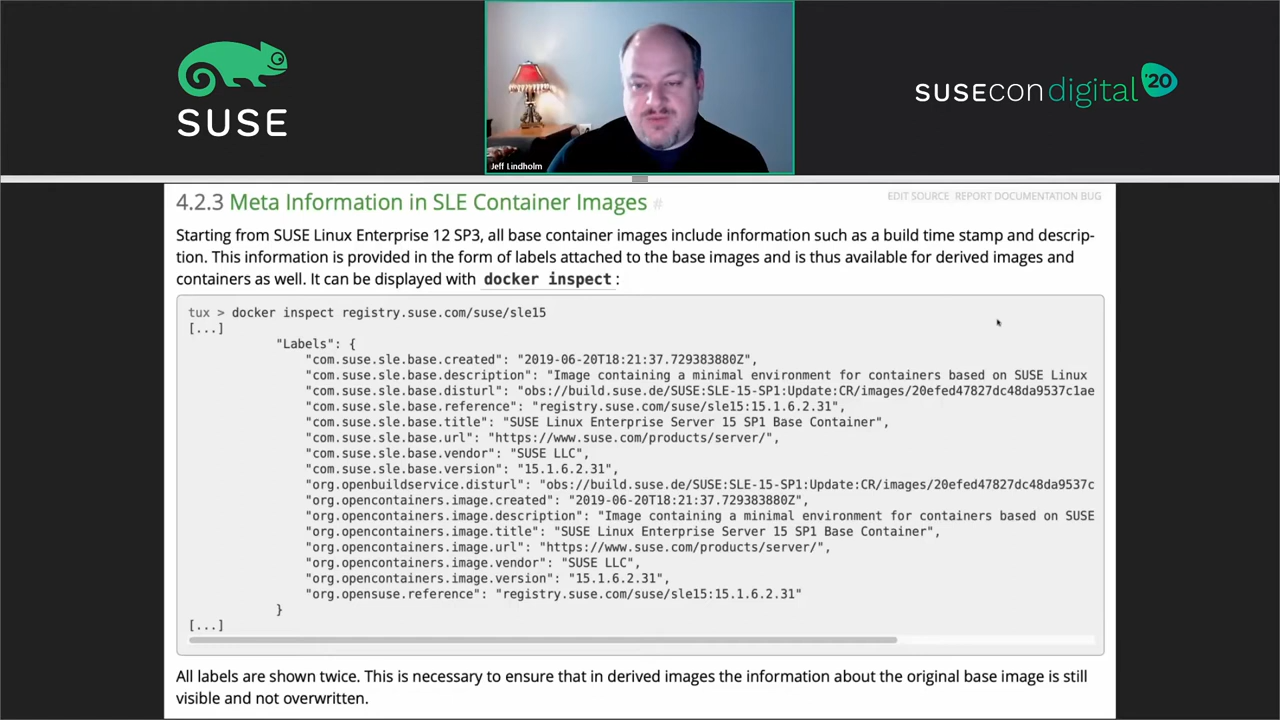 SUSE
Jeff Lindholm
SUSECON digital '20
4.2.3 Meta Information in SLE Container Images #
EDIT SOURCE REPORT DOCUMENTATION BUG
Starting from SUSE Linux Enterprise 12 SP3, all base container images include information such as a build time stamp and descrip-
tion. This information is provided in the form of labels attached to the base images and is thus available for derived images and
containers as well. It can be displayed with docker inspect :
tux > docker inspect registry.suse.com/suse/sle15
[...]
"Labels": {
"com.suse.sle.base.created": "2019-06-20T18:21:37.729383880Z",
"com.suse.sle.base.description": "Image containing a minimal environment for containers based on SUSE Linux
"com.suse.sle.base.disturl": "obs://build.suse.de/SUSE:SLE-15-SP1:Update:CR/images/20efed47827dc48da9537c1ae
"com.suse.sle.base.reference": "registry.suse.com/suse/sle15:15.1.6.2.31",
"com.suse.sle.base.title": "SUSE Linux Enterprise Server 15 SP1 Base Container",
"com.suse.sle.base.url": "https://www.suse.com/products/server/",
"com.suse.sle.base.vendor": "SUSE LLC",
"com.suse.sle.base.version": "15.1.6.2.31",
"org.openbuildservice.disturl": "obs://build.suse.de/SUSE:SLE-15-SP1:Update:CR/images/20efed47827dc48da9537c
"org.opencontainers.image.created": "2019-06-20T18:21:37.729383880Z",
"org.opencontainers.image.description": "Image containing a minimal environment for containers based on SUSE
"org.opencontainers.image.title": "SUSE Linux Enterprise Server 15 SP1 Base Container",
"org.opencontainers.image.url": "https://www.suse.com/products/server/",
"org.opencontainers.image.vendor": "SUSE LLC",
"org.opencontainers.image.version": "15.1.6.2.31",
"org.opensuse.reference": "registry.suse.com/suse/sle15:15.1.6.2.31"
}
[...]
All labels are shown twice. This is necessary to ensure that in derived images the information about the original base image is still
visible and not overwritten.